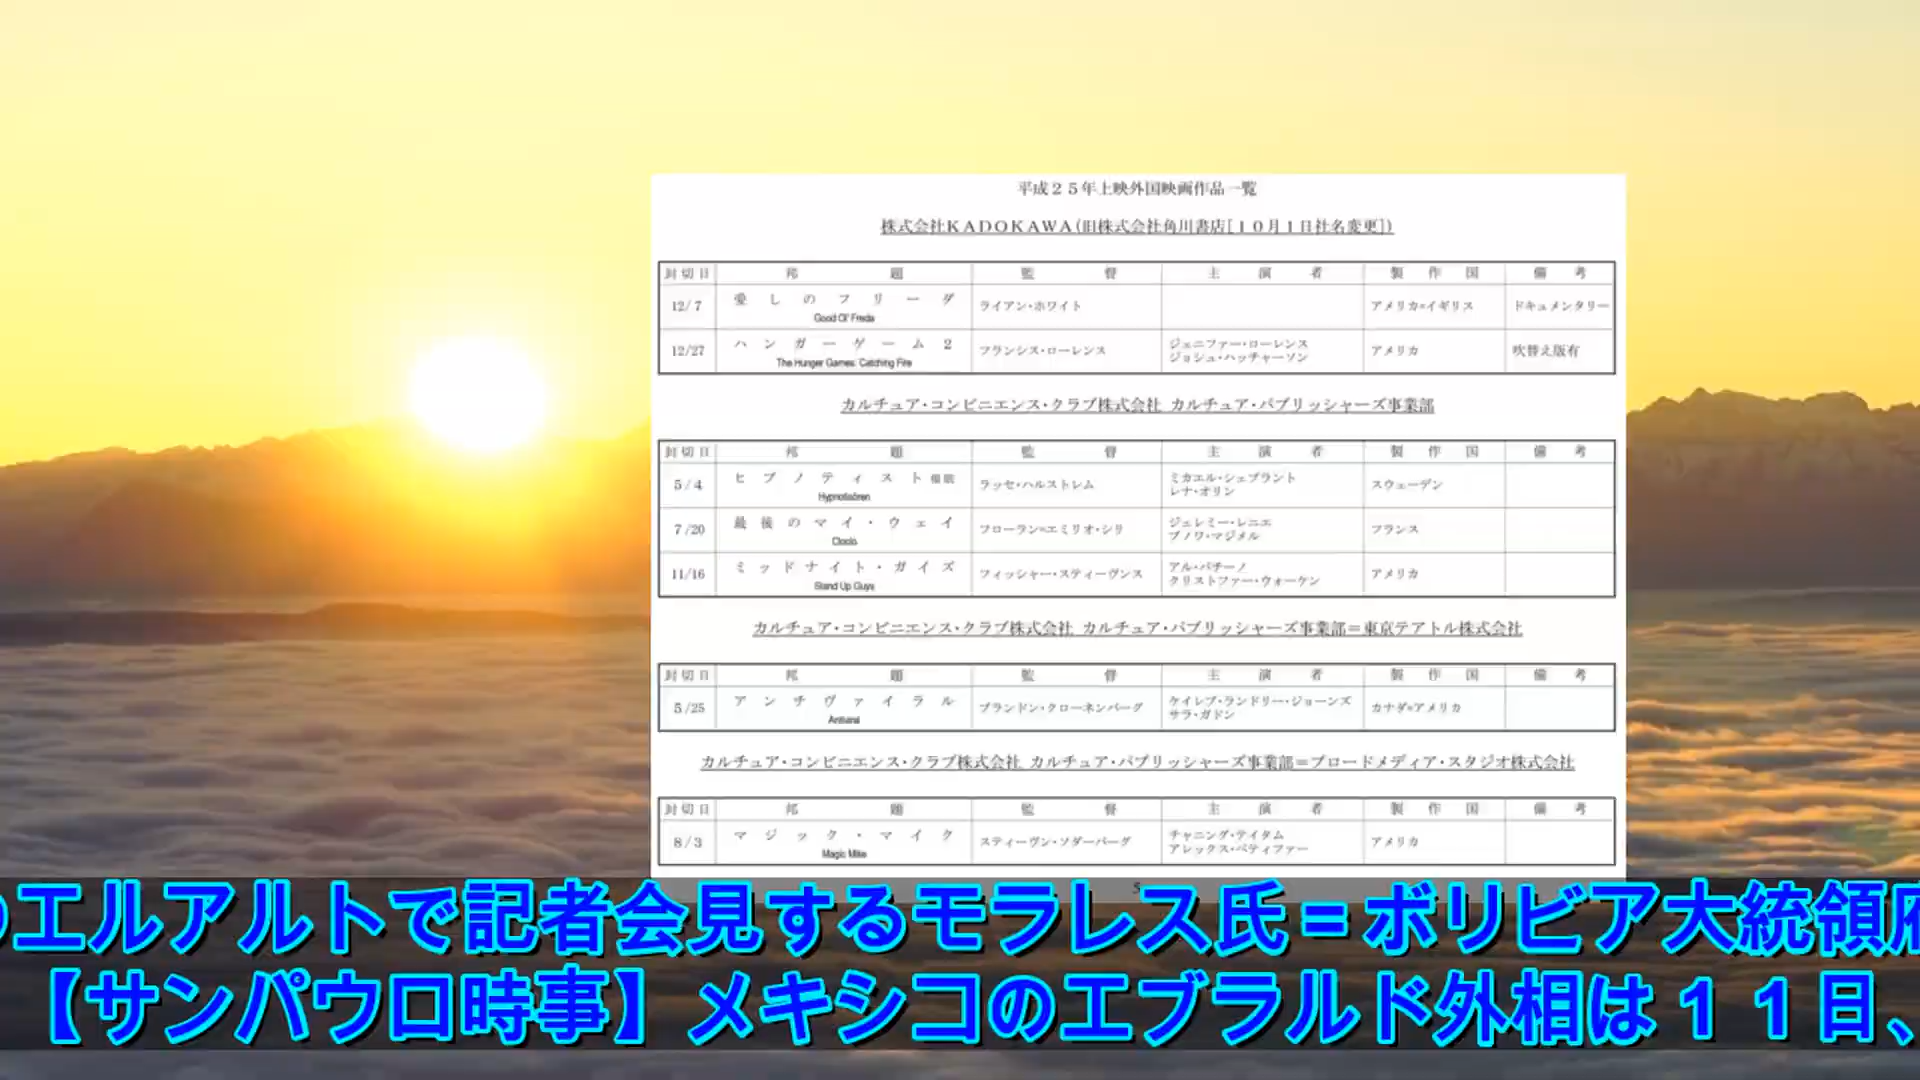 平成25年上映外国映画作品一覧
株式会社KADOKAWA(旧株式会社角川書店[10月1日社名変更])
封切日 邦題 監督 主演者 製作国 備考
12/7 愛しのフリーダ Good Ol' Freda ライアン・ホワイト アメリカ=イギリス ドキュメンタリー
12/27 ハンガーゲーム2 The Hunger Games: Catching Fire フランシス・ローレンス ジェニファー・ローレンス ジョシュ・ハッチャーソン アメリカ 吹替え版有
カルチュア・コンビニエンス・クラブ株式会社 カルチュア・パブリッシャーズ事業部
封切日 邦題 監督 主演者 製作国 備考
5/4 ヒプノティスト催眠 Hypnotisören ラッセ・ハルストレム ミカエル・シェプラント レナ・オリン スウェーデン
7/20 最後のマイ・ウェイ Cloclo フローラン=エミリオ・シリ ジェレミー・レニエ ブノワ・マジメル フランス
11/16 ミッドナイト・ガイズ Stand Up Guys フィッシャー・スティーヴンス アル・パチーノ クリストファー・ウォーケン アメリカ
カルチュア・コンビニエンス・クラブ株式会社 カルチュア・パブリッシャーズ事業部=東京テアトル株式会社
封切日 邦題 監督 主演者 製作国 備考
5/25 アンチヴァイラル Antiviral ブランドン・クローネンバーグ ケイレブ・ランドリー・ジョーンズ サラ・ガドン カナダ=アメリカ
カルチュア・コンビニエンス・クラブ株式会社 カルチュア・パブリッシャーズ事業部=ブロードメディア・スタジオ株式会社
封切日 邦題 監督 主演者 製作国 備考
8/3 マジック・マイク Magic Mike スティーヴン・ソダーバーグ チャニング・テイタム アレックス・ペティファー アメリカ
エルアルトで記者会見するモラレス氏＝ボリビア大統領府
【サンパウロ時事】メキシコのエブラルド外相は１１日、